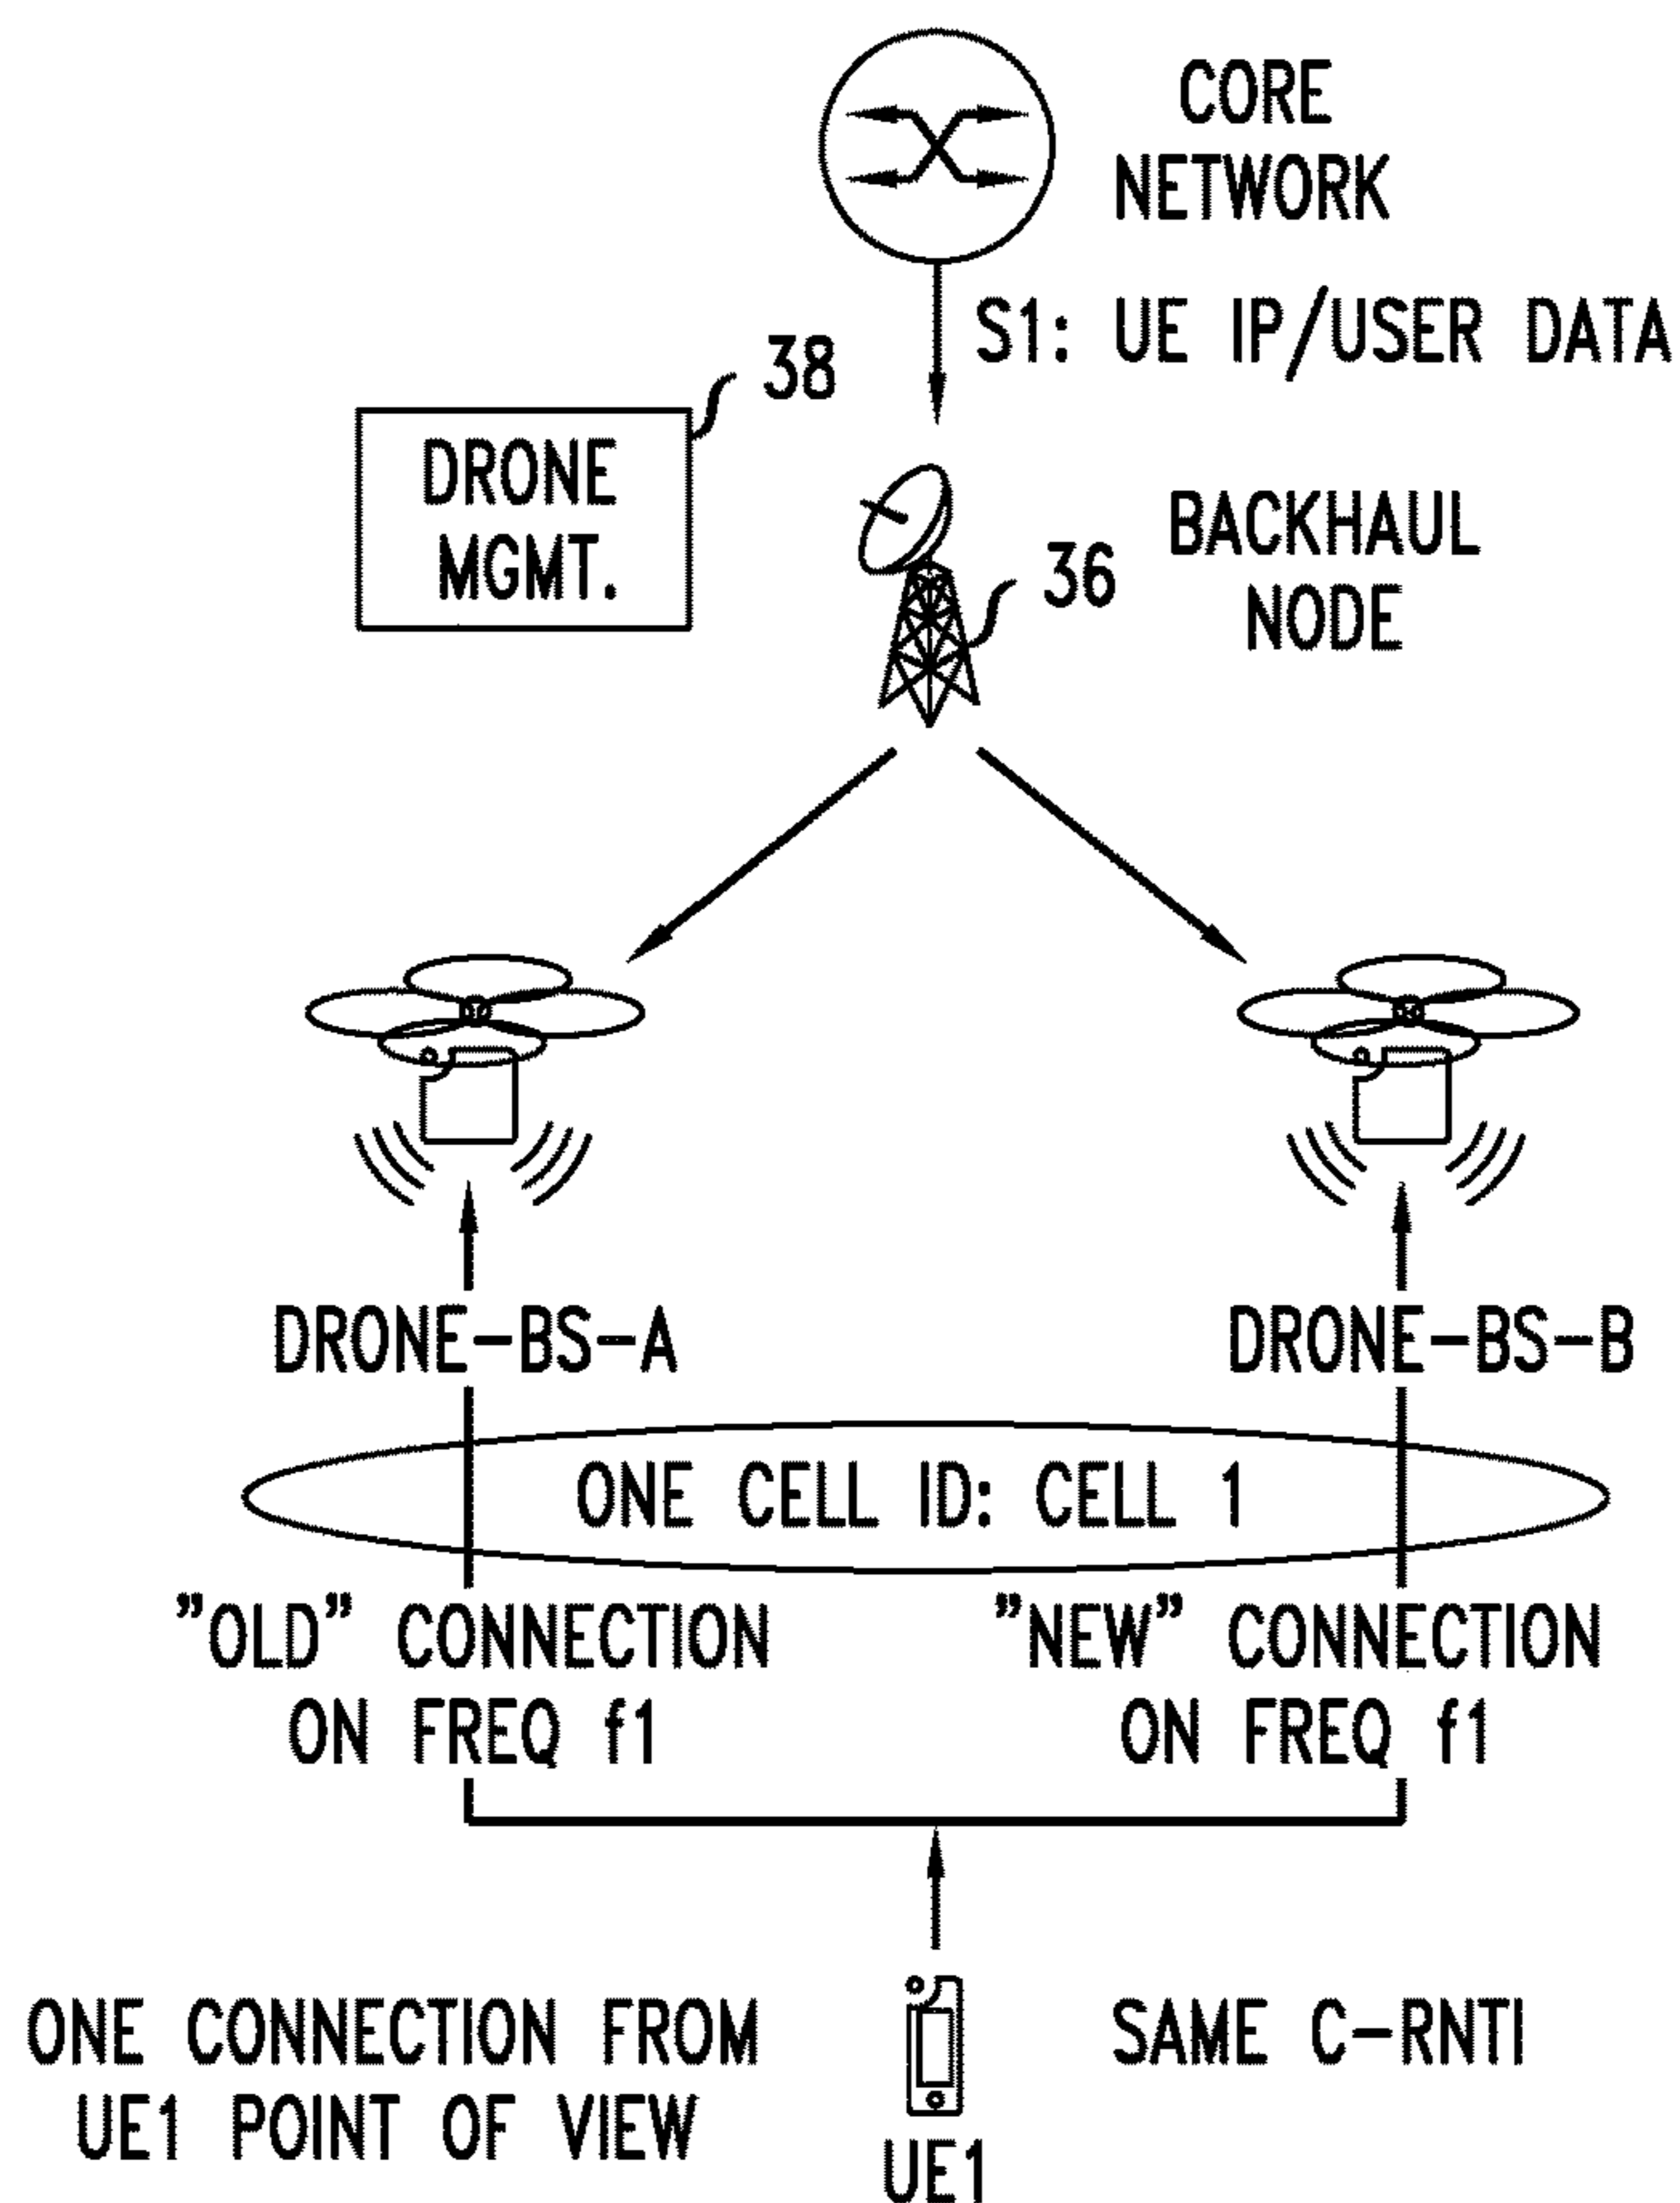 CORE
NETWORK
S1: UE IP/USER DATA
38
DRONE
MGMT.
BACKHAUL
NODE
36
DRONE-BS-A
DRONE-BS-B
ONE CELL ID: CELL 1
"OLD" CONNECTION
ON FREQ f1
"NEW" CONNECTION
ON FREQ f1
ONE CONNECTION FROM
UE1 POINT OF VIEW
SAME C-RNTI
UE1